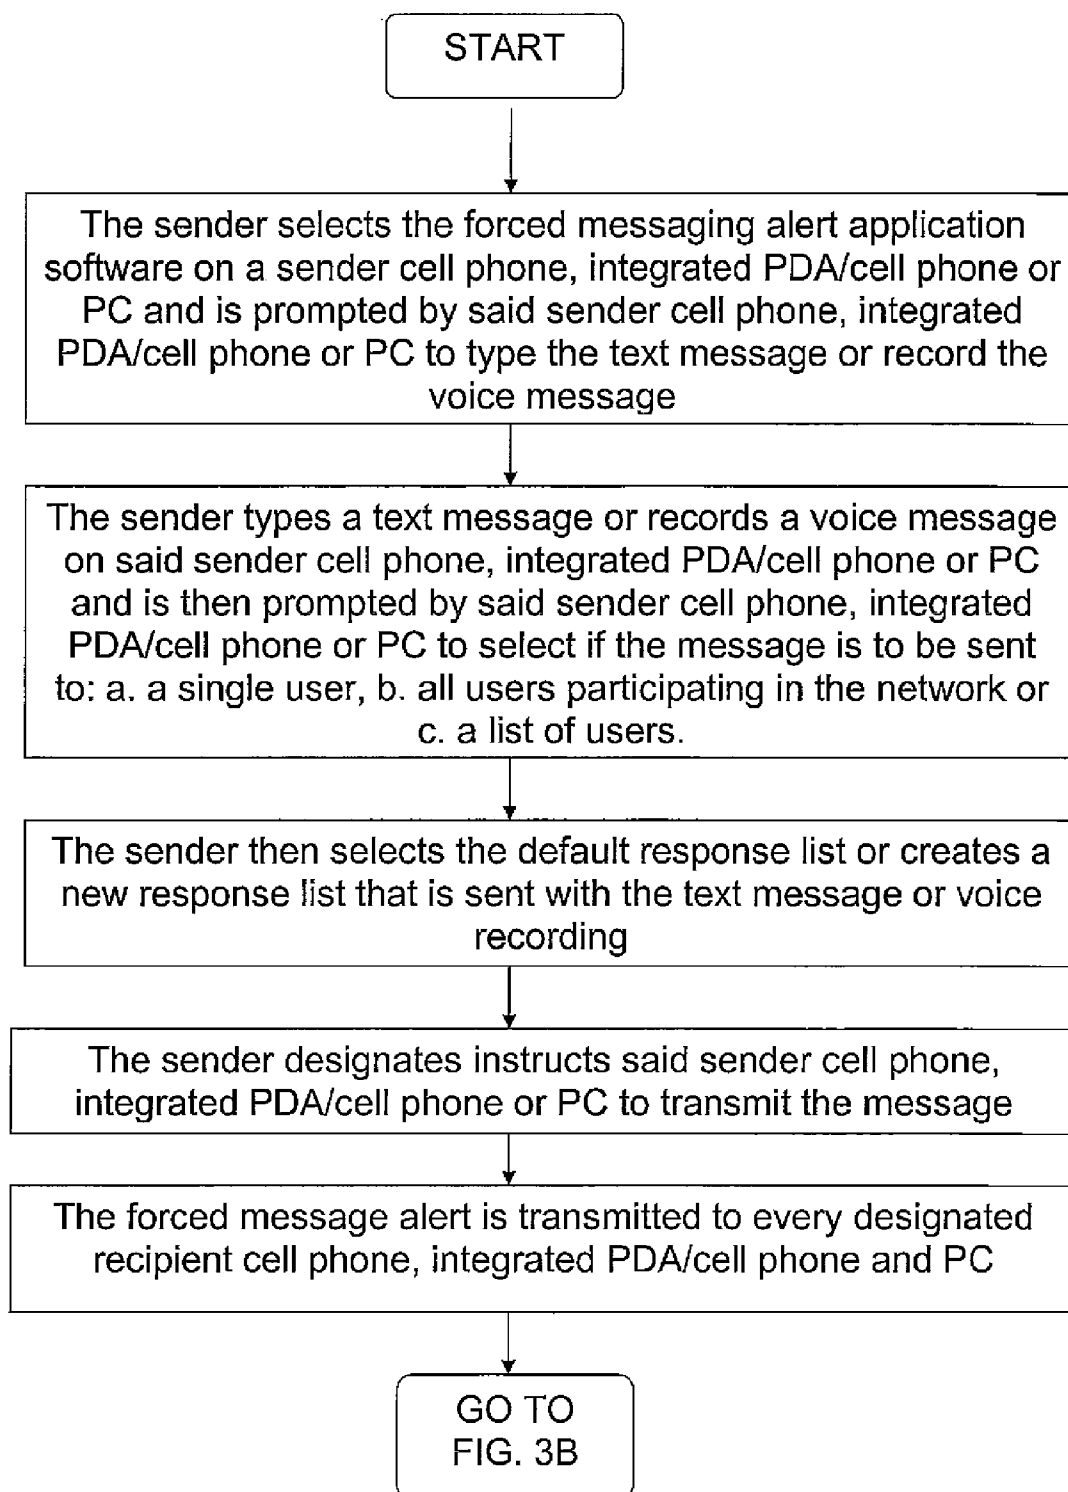 START
The sender selects the forced messaging alert application
software on a sender cell phone, integrated PDA/cell phone or
PC and is prompted by said sender cell phone, integrated
PDA/cell phone or PC to type the text message or record the
voice message
The sender types a text message or records a voice message
on said sender cell phone, integrated PDA/cell phone or PC
and is then prompted by said sender cell phone, integrated
PDA/cell phone or PC to select if the message is to be sent
to: a. a single user, b. all users participating in the network or
c. a list of users.
The sender then selects the default response list or creates a
new response list that is sent with the text message or voice
recording
The sender designates instructs said sender cell phone,
integrated PDA/cell phone or PC to transmit the message
The forced message alert is transmitted to every designated
recipient cell phone, integrated PDA/cell phone and PC
GO TO
FIG. 3B